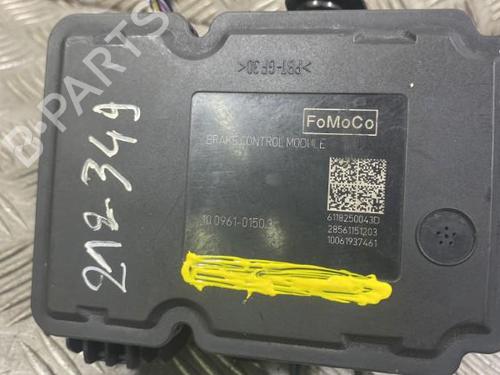 >PBT-GF30<
FoMoCo
BRAKE CONTROL MODULE
10.0961-0150.3
6118250043D
28561151203
10061937461
212349
B-Parts